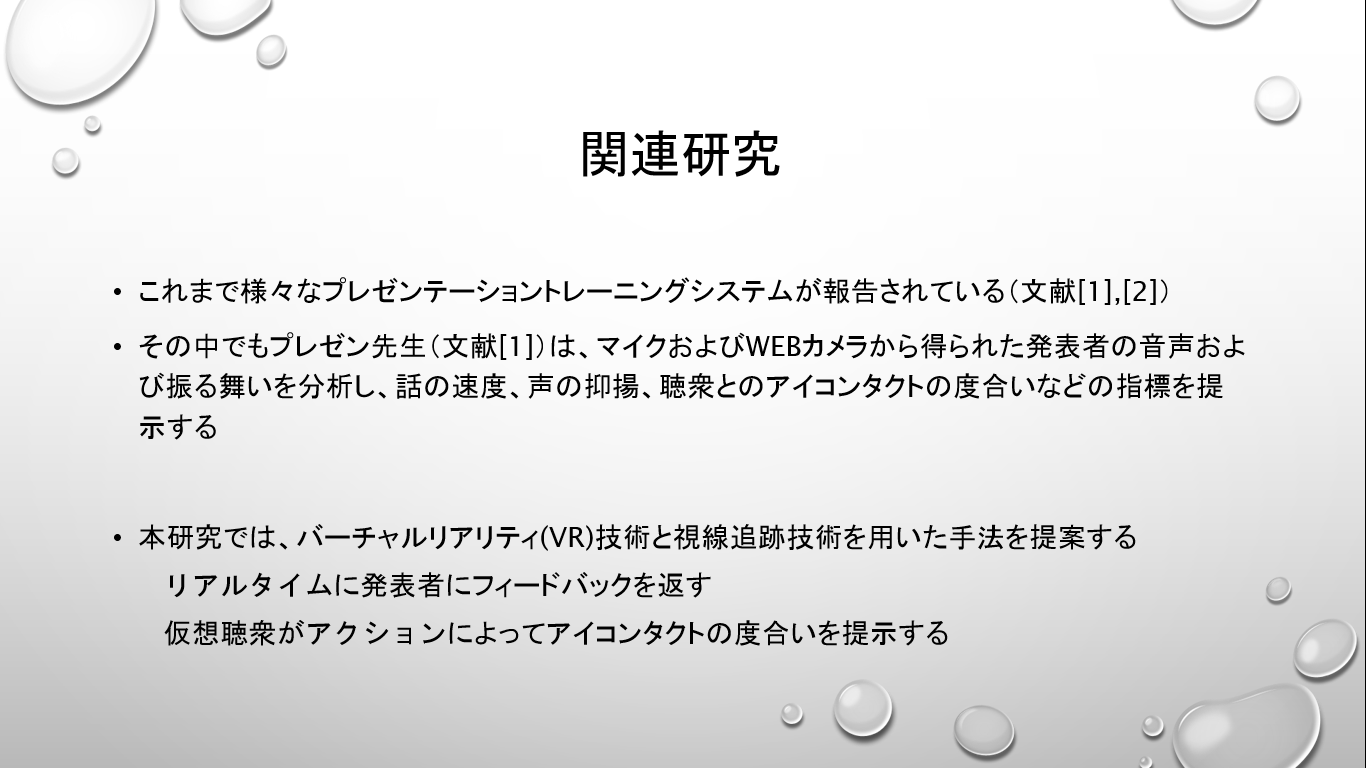 関連研究
• これまで様々なプレゼンテーショントレーニングシステムが報告されている（文献[1],[2]）
• その中でもプレゼン先生（文献[1]）は、マイクおよびWEBカメラから得られた発表者の音声およ
び振る舞いを分析し、話の速度、声の抑揚、聴衆とのアイコンタクトの度合いなどの指標を提
示する
• 本研究では、バーチャルリアリティ(VR)技術と視線追跡技術を用いた手法を提案する
リアルタイムに発表者にフィードバックを返す
仮想聴衆がアクションによってアイコンタクトの度合いを提示する